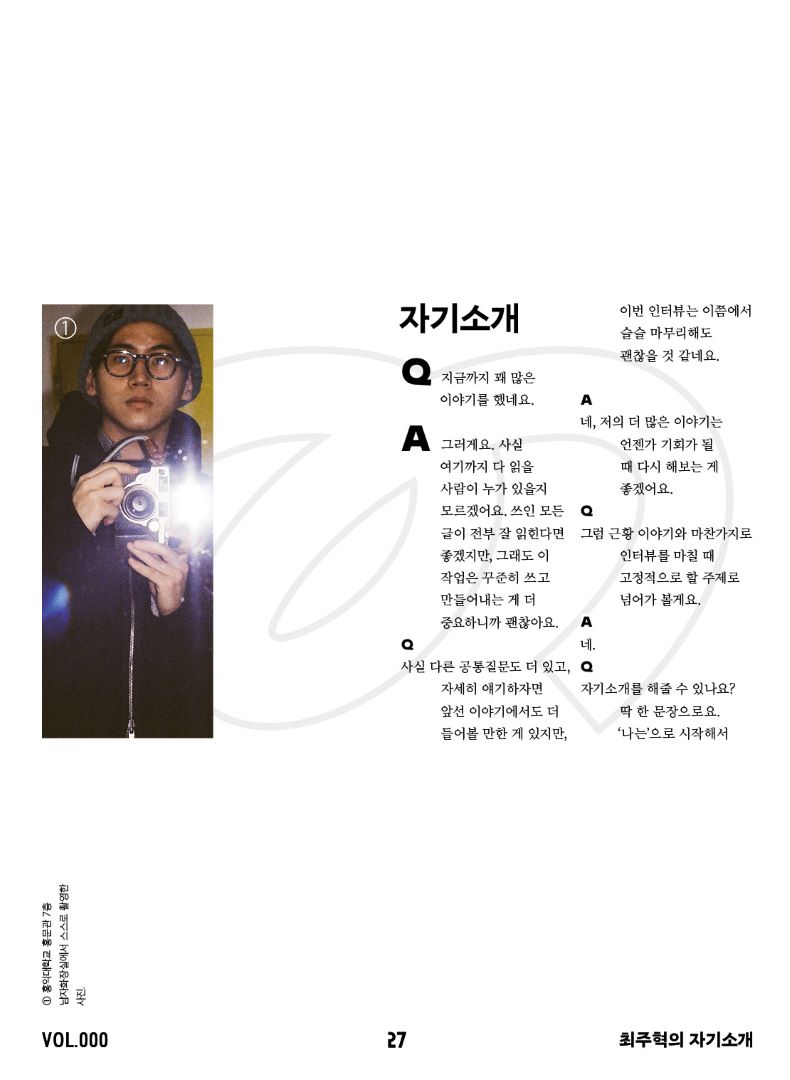 ①
자기소개
Q 지금까지 꽤 많은
이야기를 했네요.
A 그러게요. 사실
여기까지 다 읽을
사람이 누가 있을지
모르겠어요. 쓰인 모든
글이 전부 잘 읽힌다면
좋겠지만, 그래도 이
작업은 꾸준히 쓰고
만들어내는 게 더
중요하니까 괜찮아요.
Q
사실 다른 공통질문도 더 있고,
자세히 얘기하자면
앞선 이야기에서도 더
들어볼 만한 게 있지만,
이번 인터뷰는 이쯤에서
슬슬 마무리해도
괜찮을 것 같네요.
A
네, 저의 더 많은 이야기는
언젠가 기회가 될
때 다시 해보는 게
좋겠어요.
Q
그럼 근황 이야기와 마찬가지로
인터뷰를 마칠 때
고정적으로 할 주제로
넘어가 볼게요.
A
네.
Q
자기소개를 해줄 수 있나요?
딱 한 문장으로요.
‘나는’으로 시작해서
① 홍익대학교 홍문관 7층
남자화장실에서 스스로 촬영한
사진.
VOL.000
27
최주혁의 자기소개